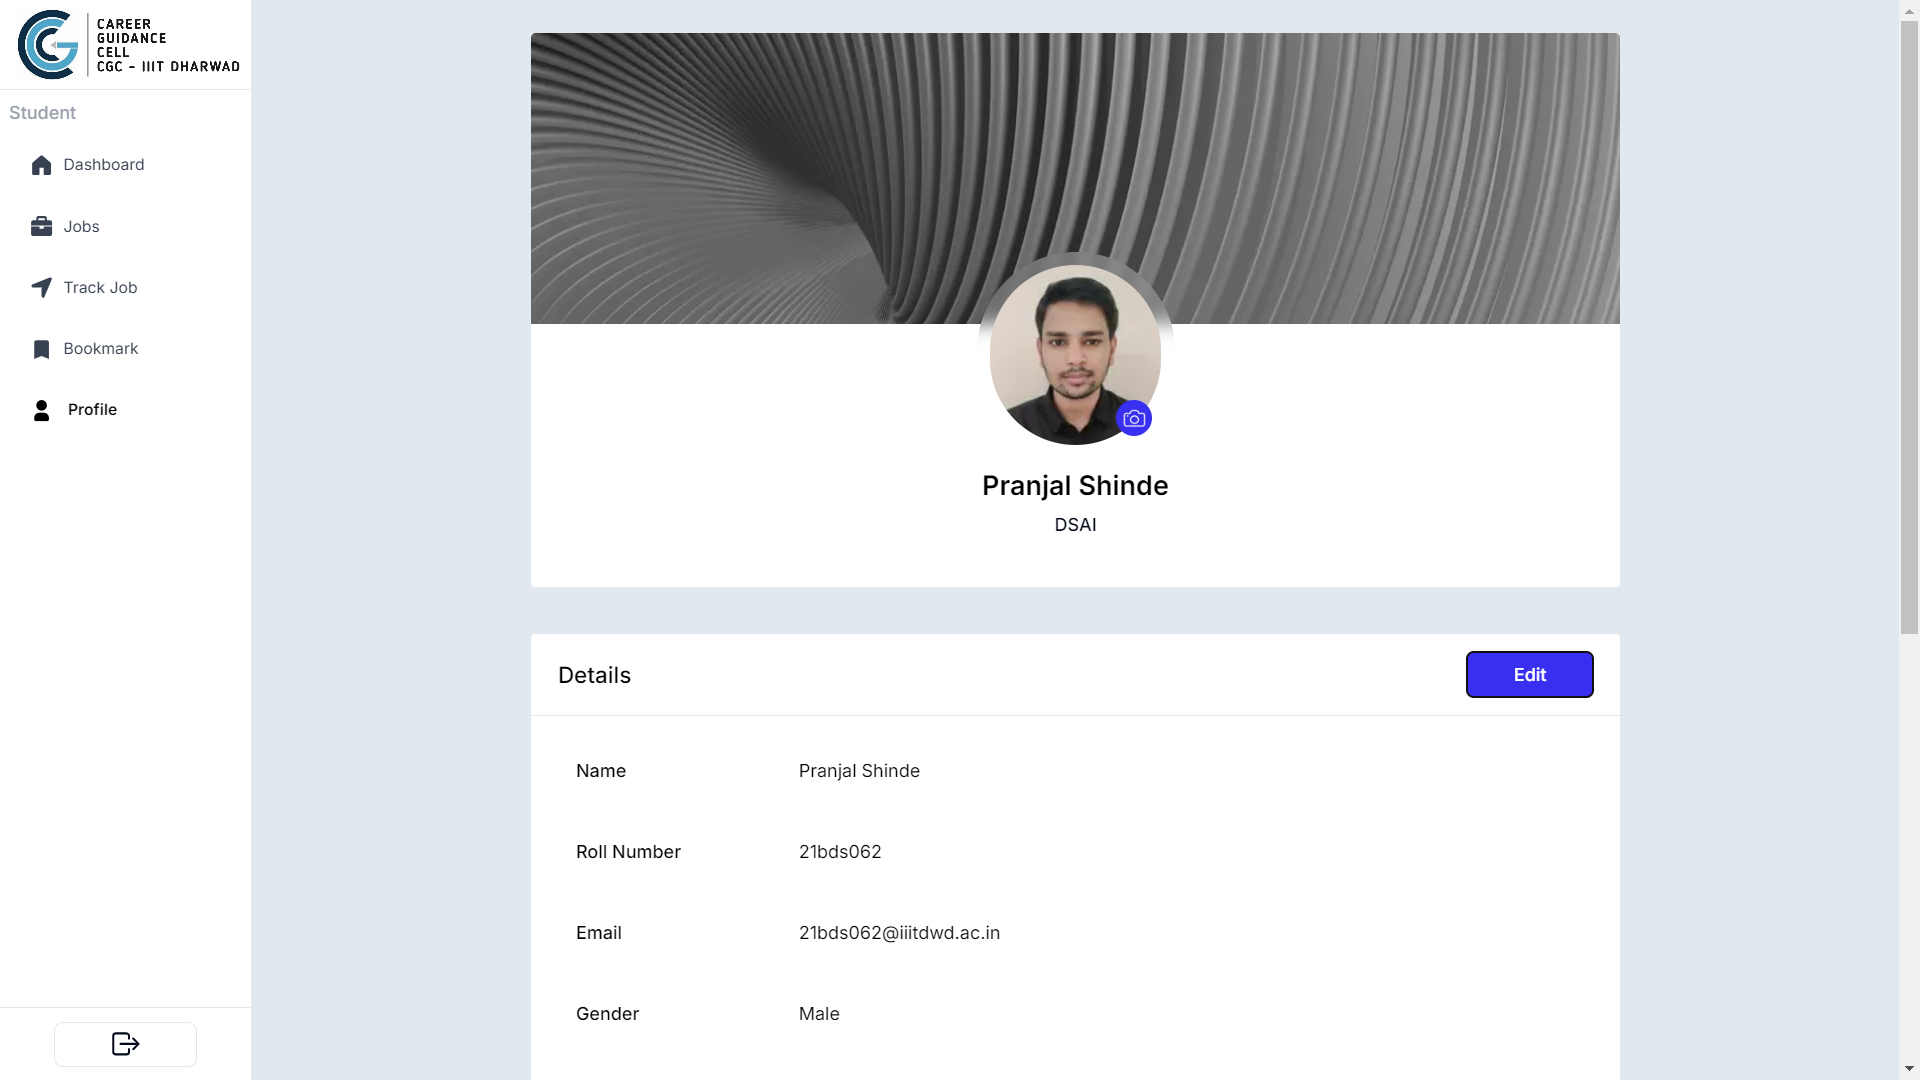 CAREER
GUIDANCE
CELL
CGC - IIIT DHARWAD
Student
Dashboard
Jobs
Track Job
Bookmark
Profile
Pranjal Shinde
DSAI
Details
Edit
Name Pranjal Shinde
Roll Number 21bds062
Email 21bds062@iiitdwd.ac.in
Gender Male